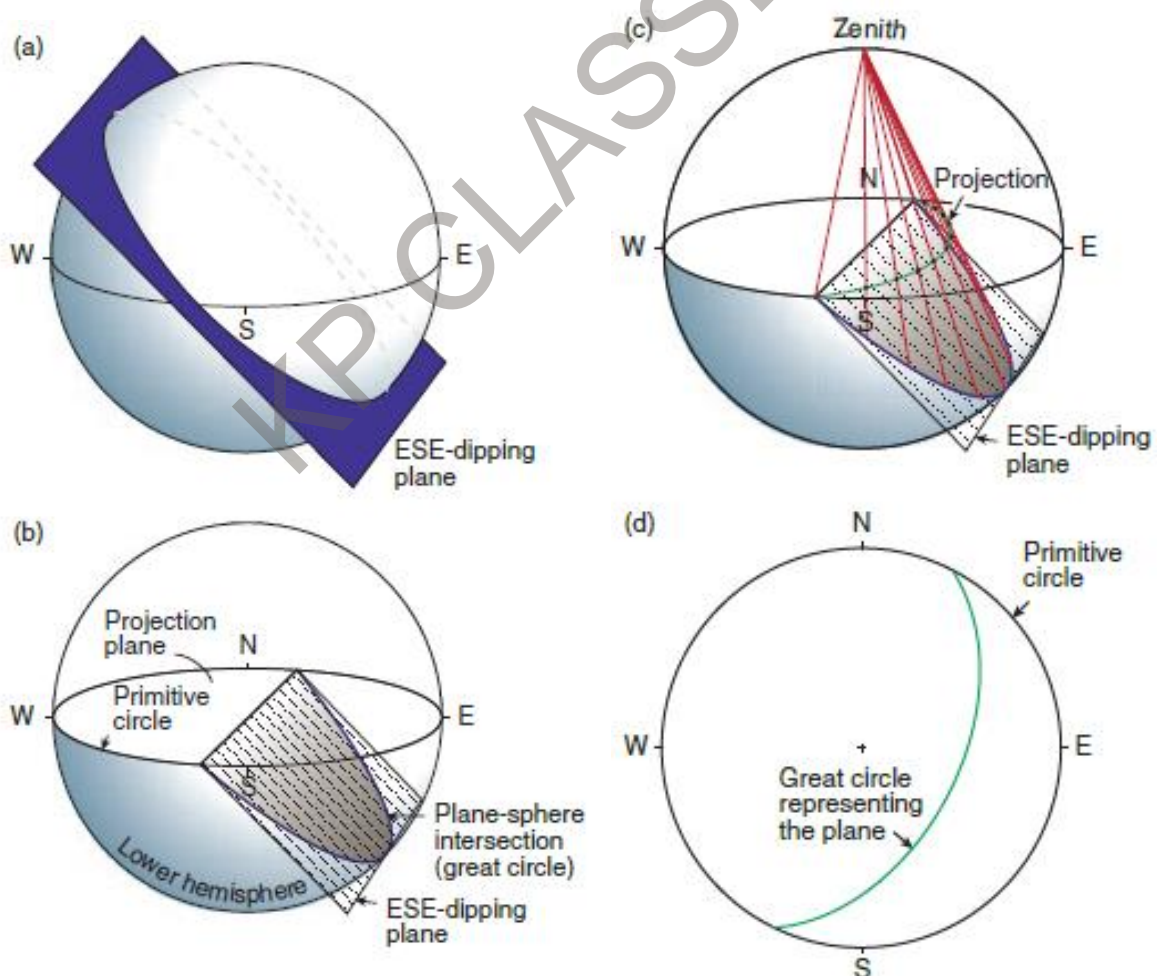 (a)
W
E
S
ESE-dipping
plane
(b)
Projection
plane
N
Primitive
circle
W
E
S
Lower hemisphere
Plane-sphere
intersection
(great circle)
ESE-dipping
plane
(c)
Zenith
N
Projection
W
E
S
ESE-dipping
plane
(d)
N
Primitive
circle
W
E
Great circle
representing
the plane
S
KP CLASSE